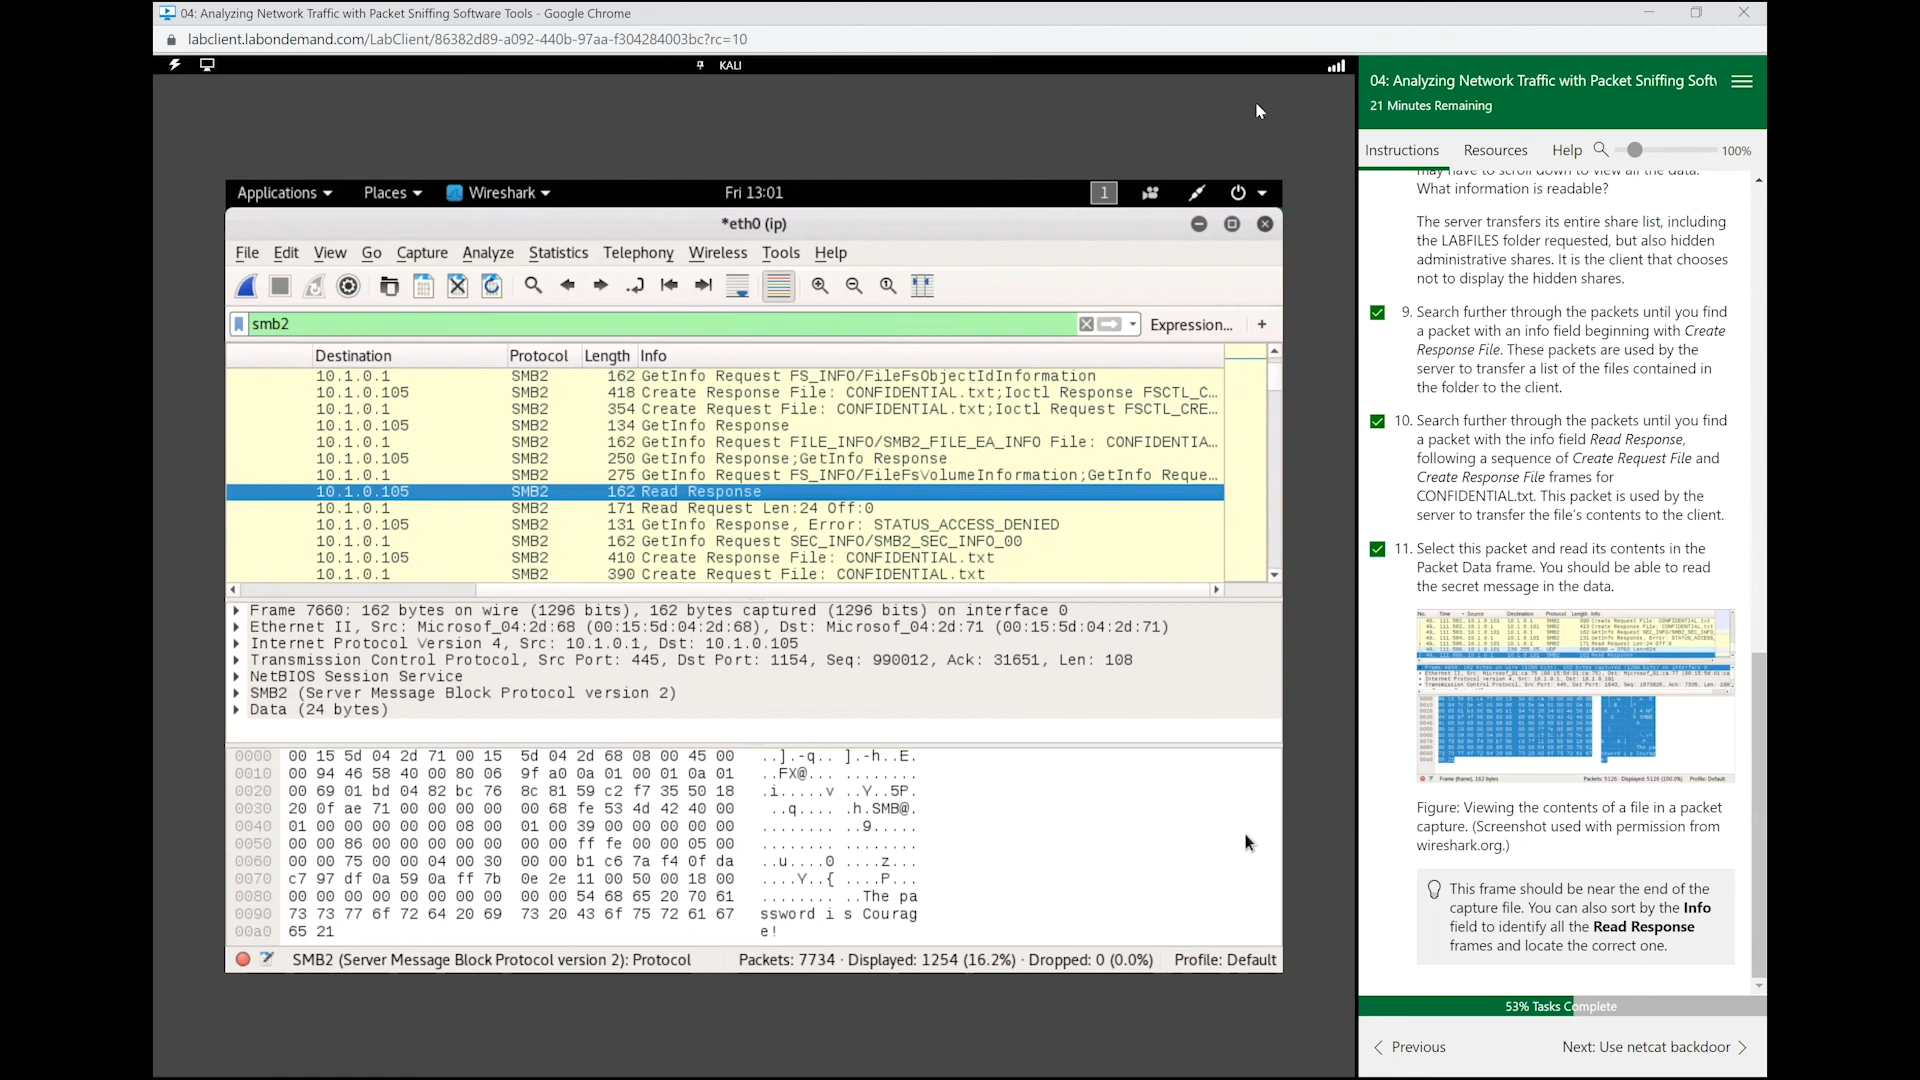 04: Analyzing Network Traffic with Packet Sniffing Software Tools - Google Chrome
labclient.labondemand.com/LabClient/86382d89-a092-440b-97aa-f304284003bc?rc=10
KALI
Applications Places Wireshark Fri 13:01 1
*eth0 (ip)
File Edit View Go Capture Analyze Statistics Telephony Wireless Tools Help
smb2 Expression... +
Destination Protocol Length Info
10.1.0.1 SMB2 162 GetInfo Request FS_INFO/FileFsObjectIdInformation
10.1.0.105 SMB2 418 Create Response File: CONFIDENTIAL.txt;Ioctl Response FSCTL_C...
10.1.0.1 SMB2 354 Create Request File: CONFIDENTIAL.txt;Ioctl Request FSCTL_CRE...
10.1.0.105 SMB2 134 GetInfo Response
10.1.0.1 SMB2 162 GetInfo Request FILE_INFO/SMB2_FILE_EA_INFO File: CONFIDENTIA...
10.1.0.105 SMB2 250 GetInfo Response;GetInfo Response
10.1.0.1 SMB2 275 GetInfo Request FS_INFO/FileFsVolumeInformation;GetInfo Reque...
10.1.0.105 SMB2 162 Read Response
10.1.0.1 SMB2 171 Read Request Len:24 Off:0
10.1.0.105 SMB2 131 GetInfo Response, Error: STATUS_ACCESS_DENIED
10.1.0.1 SMB2 162 GetInfo Request SEC_INFO/SMB2_SEC_INFO_00
10.1.0.105 SMB2 410 Create Response File: CONFIDENTIAL.txt
10.1.0.1 SMB2 390 Create Request File: CONFIDENTIAL.txt
Frame 7660: 162 bytes on wire (1296 bits), 162 bytes captured (1296 bits) on interface 0
Ethernet II, Src: Microsof_04:2d:68 (00:15:5d:04:2d:68), Dst: Microsof_04:2d:71 (00:15:5d:04:2d:71)
Internet Protocol Version 4, Src: 10.1.0.1, Dst: 10.1.0.105
Transmission Control Protocol, Src Port: 445, Dst Port: 1154, Seq: 990012, Ack: 31651, Len: 108
NetBIOS Session Service
SMB2 (Server Message Block Protocol version 2)
Data (24 bytes)
0000 00 15 5d 04 2d 71 00 15 5d 04 2d 68 08 00 45 00 ..].-q.. ].-h..E.
0010 00 94 46 58 40 00 80 06 9f a0 0a 01 00 01 0a 01 ..FX@... ........
0020 00 69 01 bd 04 82 bc 76 8c 81 59 c2 f7 35 50 18 .i.....v ..Y..5P.
0030 20 0f ae 71 00 00 00 00 00 68 fe 53 4d 42 40 00 ..q.... .h.SMB@.
0040 01 00 00 00 00 00 08 00 01 00 39 00 00 00 00 00 ........ ..9.....
0050 00 00 86 00 00 00 00 00 00 00 ff fe 00 00 05 00 ........ ........
0060 00 00 75 00 00 04 00 30 00 00 b1 c6 7a f4 0f da ..u....0 ....z...
0070 c7 97 df 0a 59 0a ff 7b 0e 2e 11 00 50 00 18 00 ....Y..{ ....P...
0080 00 00 00 00 00 00 00 00 00 00 54 68 65 20 70 61 ........ ..The pa
0090 73 73 77 6f 72 64 20 69 73 20 43 6f 75 72 61 67 ssword i s Courag
00a0 65 21 e!
SMB2 (Server Message Block Protocol version 2): Protocol Packets: 7734 · Displayed: 1254 (16.2%) · Dropped: 0 (0.0%) Profile: Default
04: Analyzing Network Traffic with Packet Sniffing Soft
21 Minutes Remaining
Instructions Resources Help 100%
may have to scroll down to view all the data.
What information is readable?
The server transfers its entire share list, including
the LABFILES folder requested, but also hidden
administrative shares. It is the client that chooses
not to display the hidden shares.
9. Search further through the packets until you find
a packet with an info field beginning with Create
Response File. These packets are used by the
server to transfer a list of the files contained in
the folder to the client.
10. Search further through the packets until you find
a packet with the info field Read Response,
following a sequence of Create Request File and
Create Response File frames for
CONFIDENTIAL.txt. This packet is used by the
server to transfer the file's contents to the client.
11. Select this packet and read its contents in the
Packet Data frame. You should be able to read
the secret message in the data.
Figure: Viewing the contents of a file in a packet
capture. (Screenshot used with permission from
wireshark.org.)
This frame should be near the end of the
capture file. You can also sort by the Info
field to identify all the Read Response
frames and locate the correct one.
53% Tasks Complete
Previous Next: Use netcat backdoor